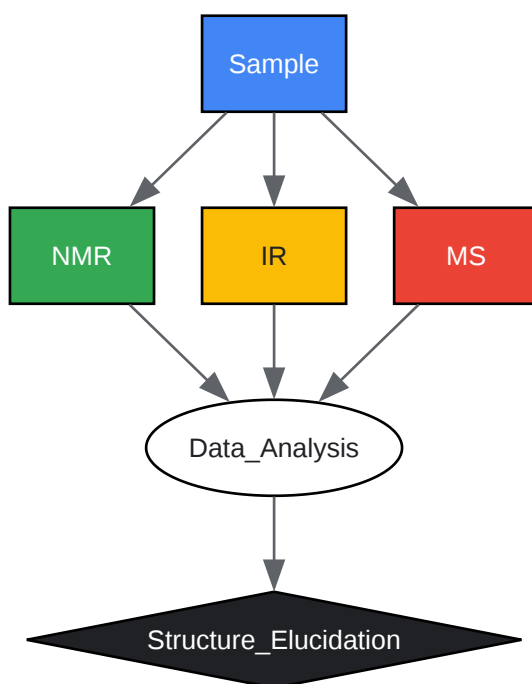 Sample
NMR
IR
MS
Data_Analysis
Structure_Elucidation